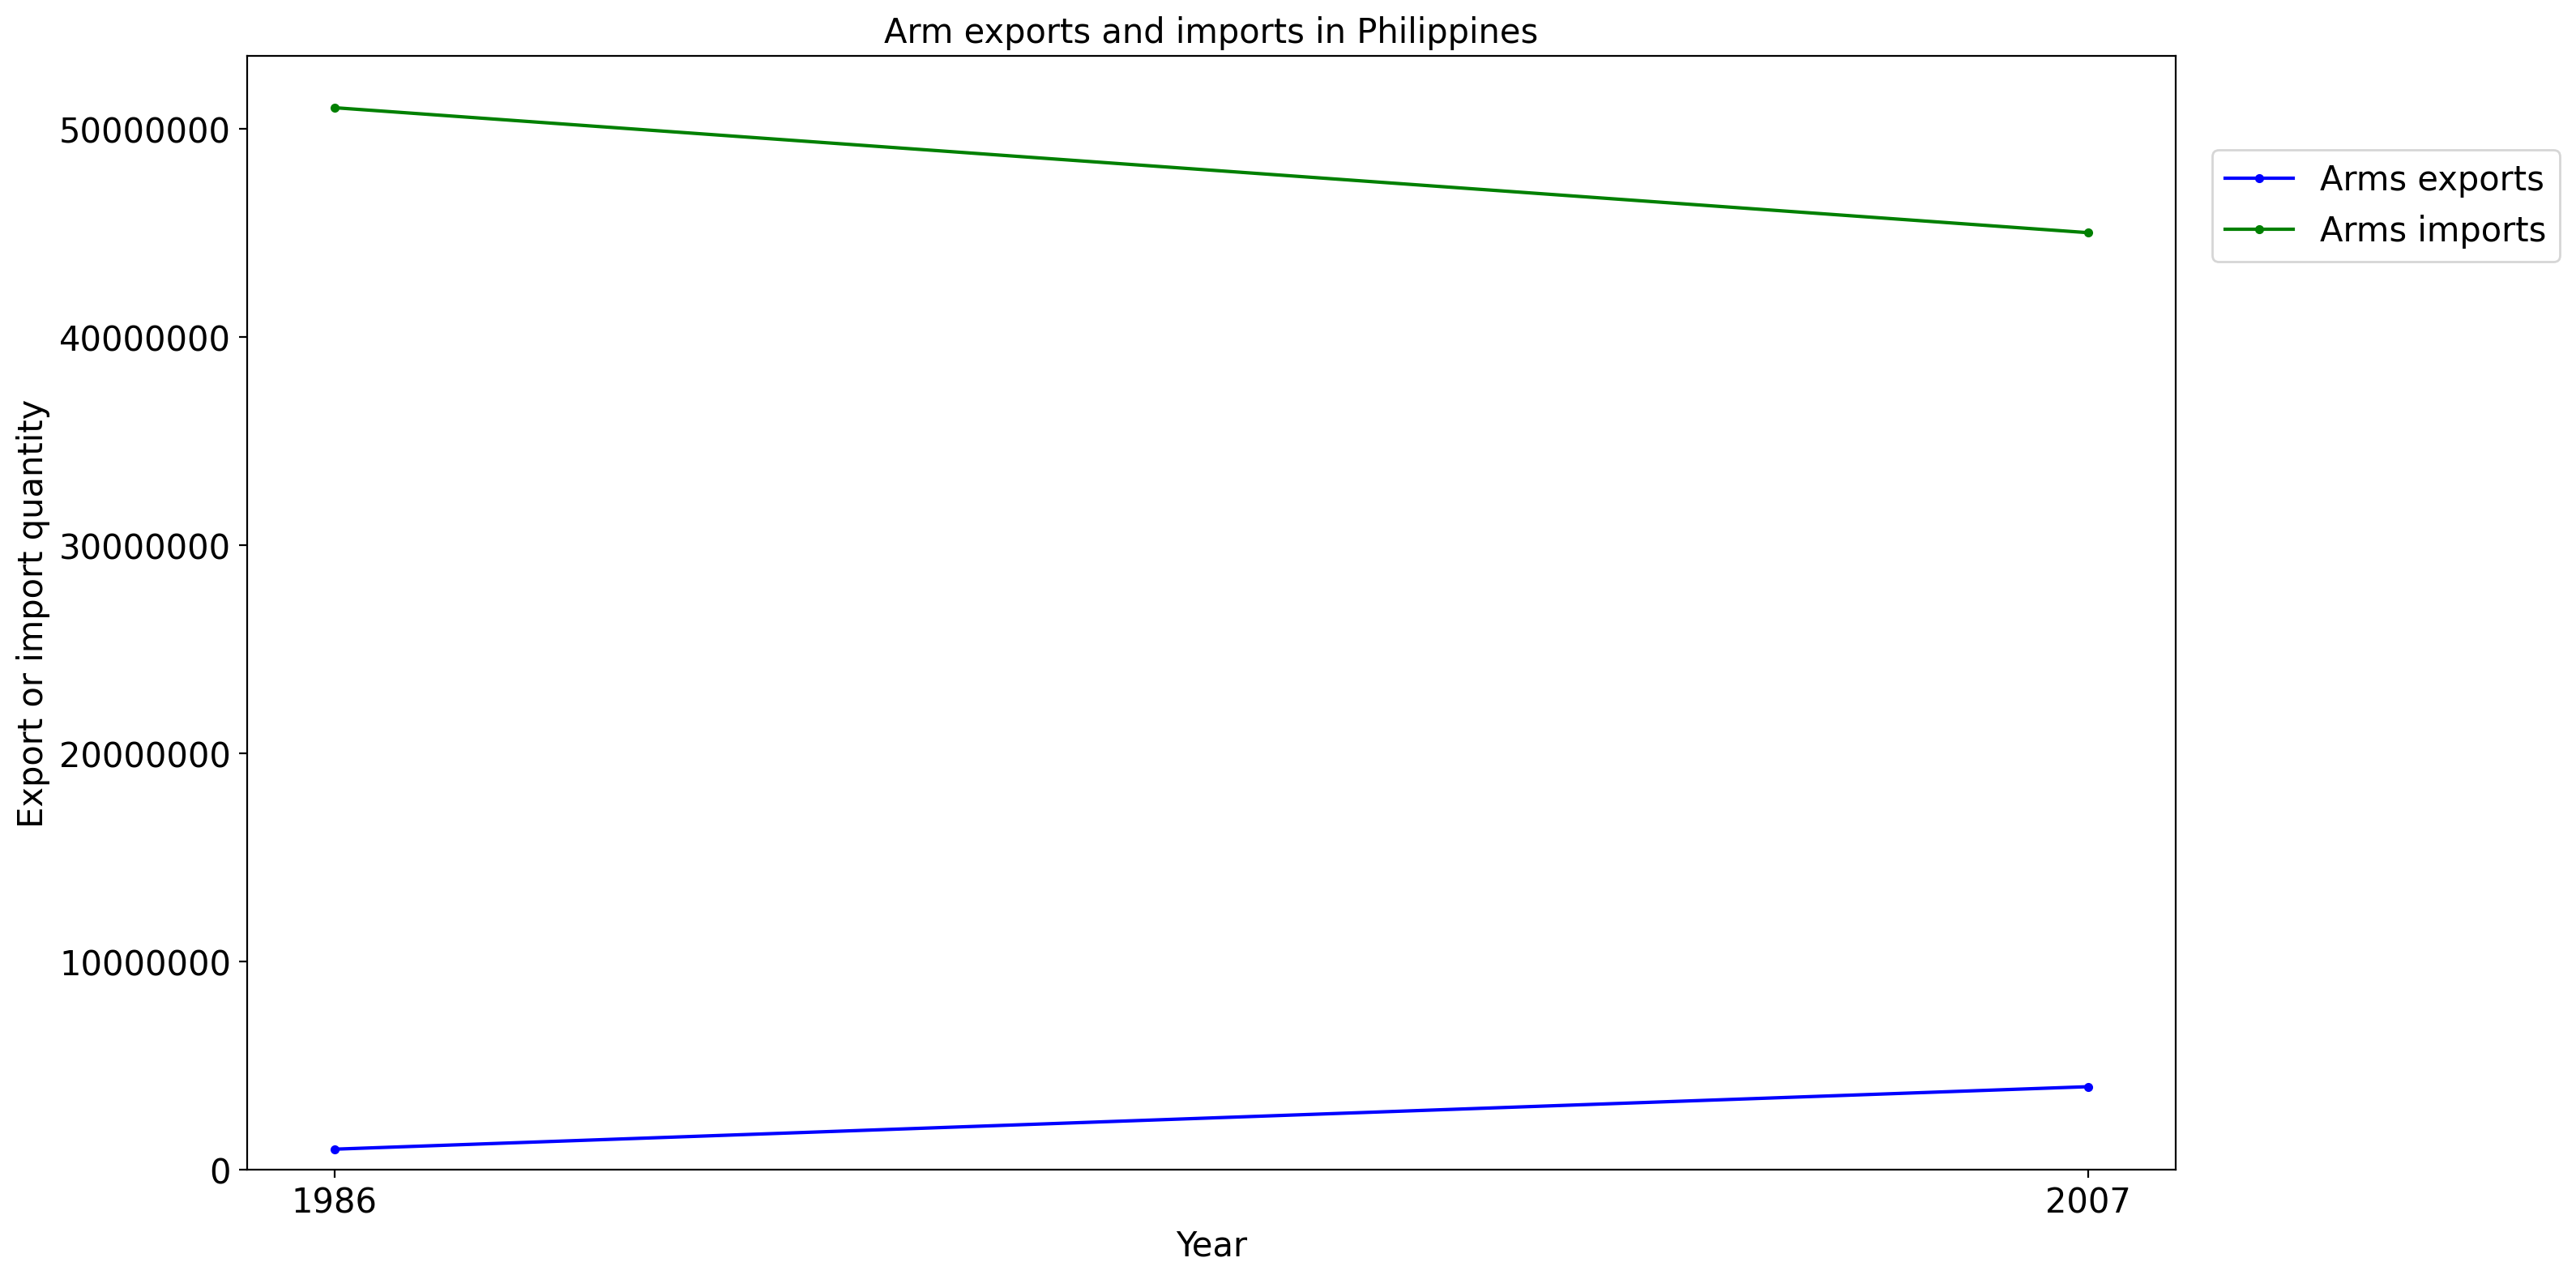 Arm exports and imports in Philippines
50000000
40000000
30000000
20000000
10000000
0
Export or import quantity
1986
2007
Year
Arms exports
Arms imports